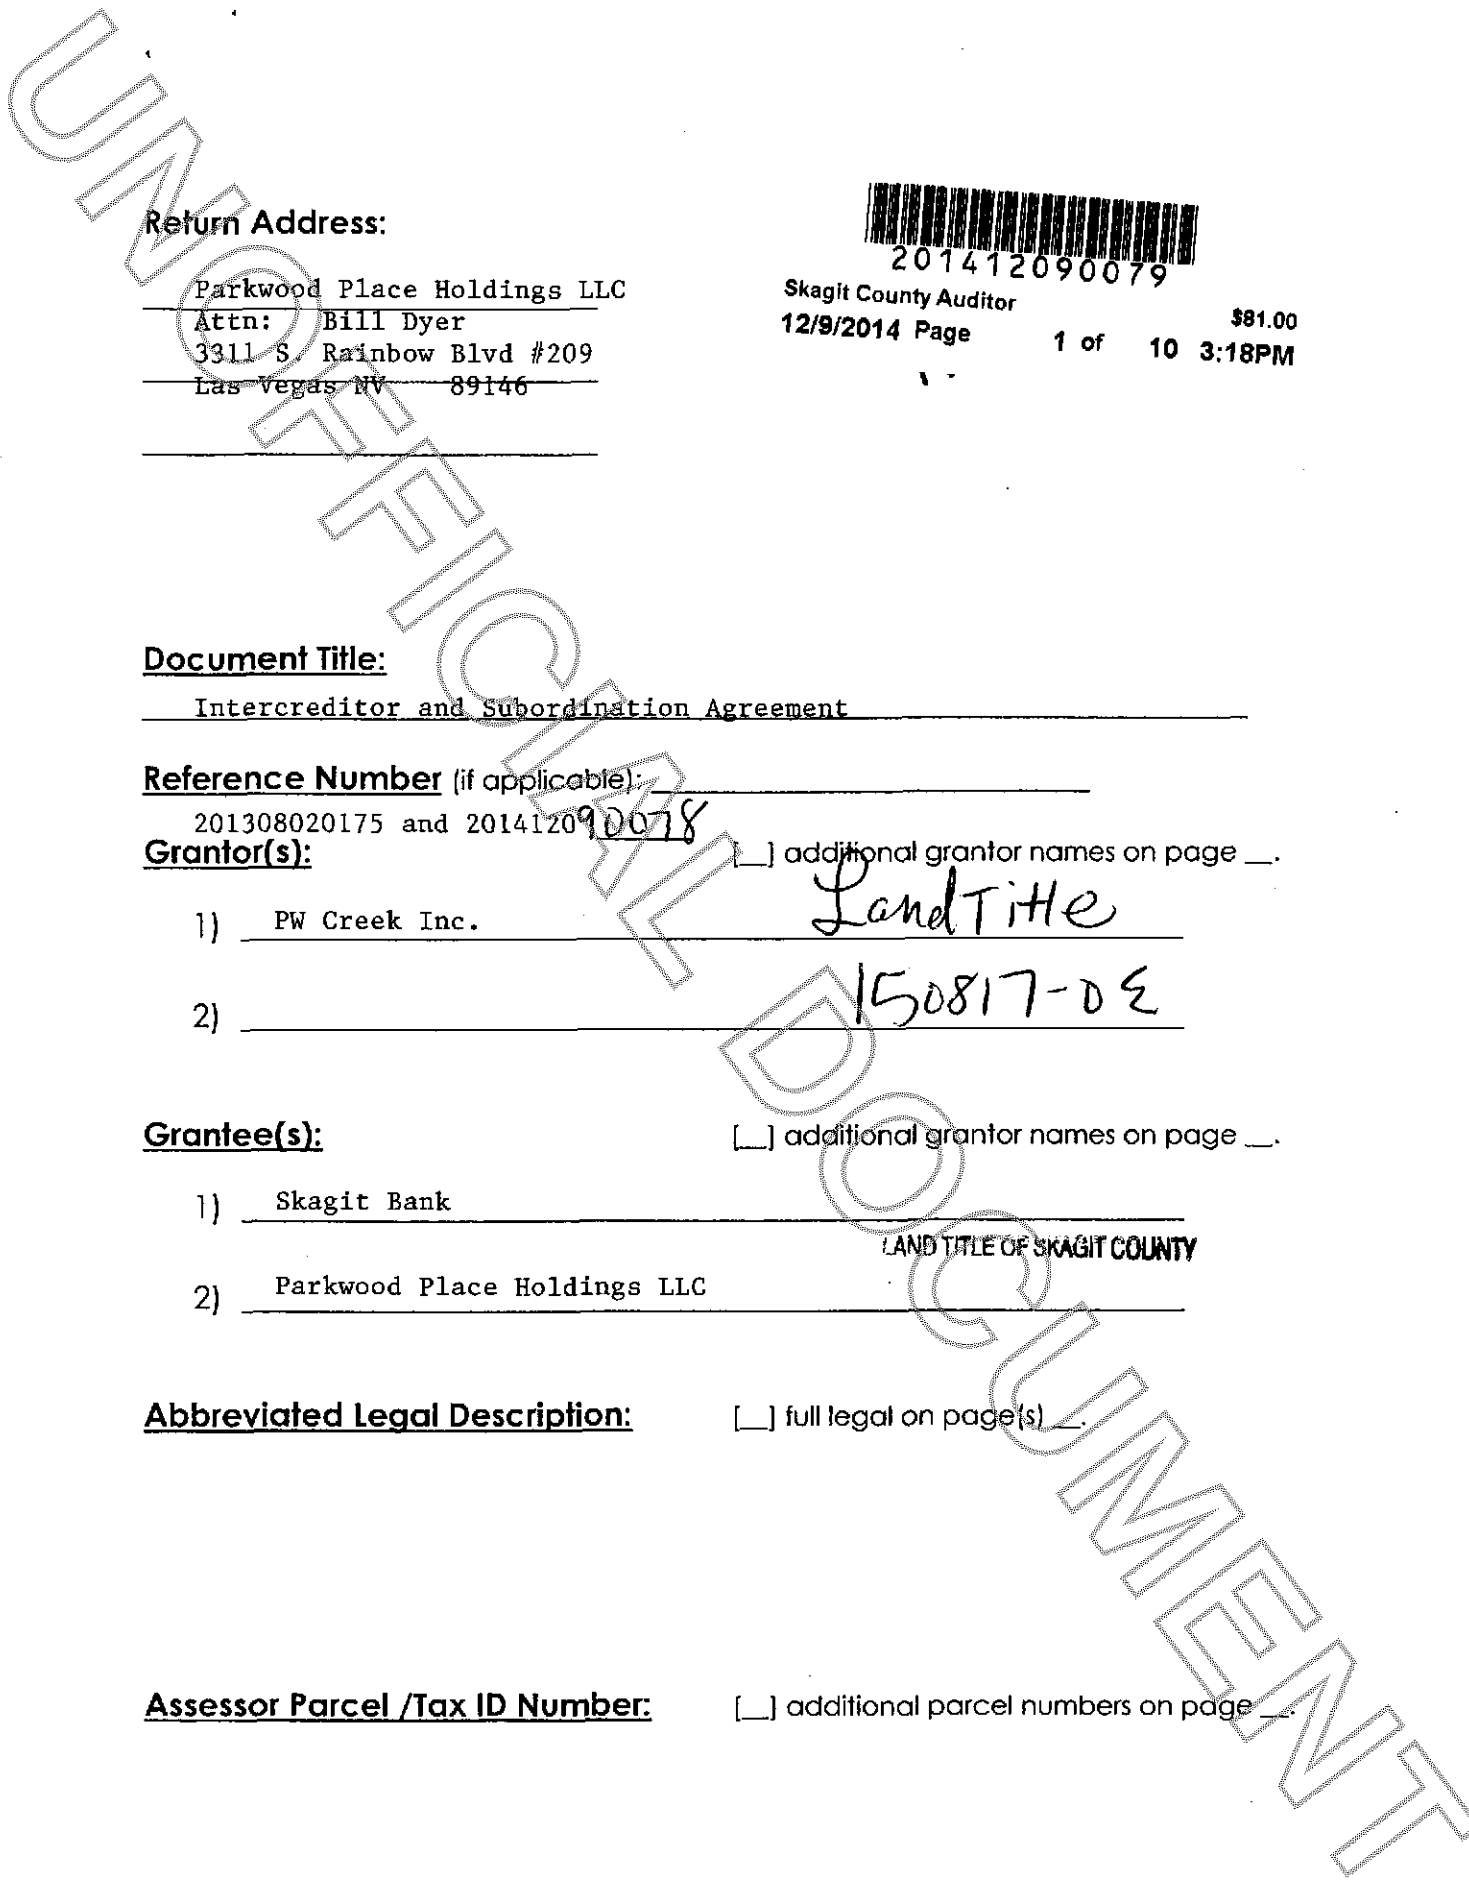 UNOFFICIAL DOCUMENT
Return Address:
Parkwood Place Holdings LLC
Attn: Bill Dyer
3311 S. Rainbow Blvd #209
Las Vegas NV 89146
201412090079
Skagit County Auditor $81.00
12/9/2014 Page 1 of 10 3:18PM
Document Title:
Intercreditor and Subordination Agreement
Reference Number (if applicable):
201308020175 and 201412090078
Grantor(s): [__] additional grantor names on page __.
1) PW Creek Inc. Land Title
2) 150817-DE
Grantee(s): [__] additional grantor names on page __.
1) Skagit Bank
LAND TITLE OF SKAGIT COUNTY
2) Parkwood Place Holdings LLC
Abbreviated Legal Description: [__] full legal on page(s) __.
Assessor Parcel /Tax ID Number: [__] additional parcel numbers on page __.